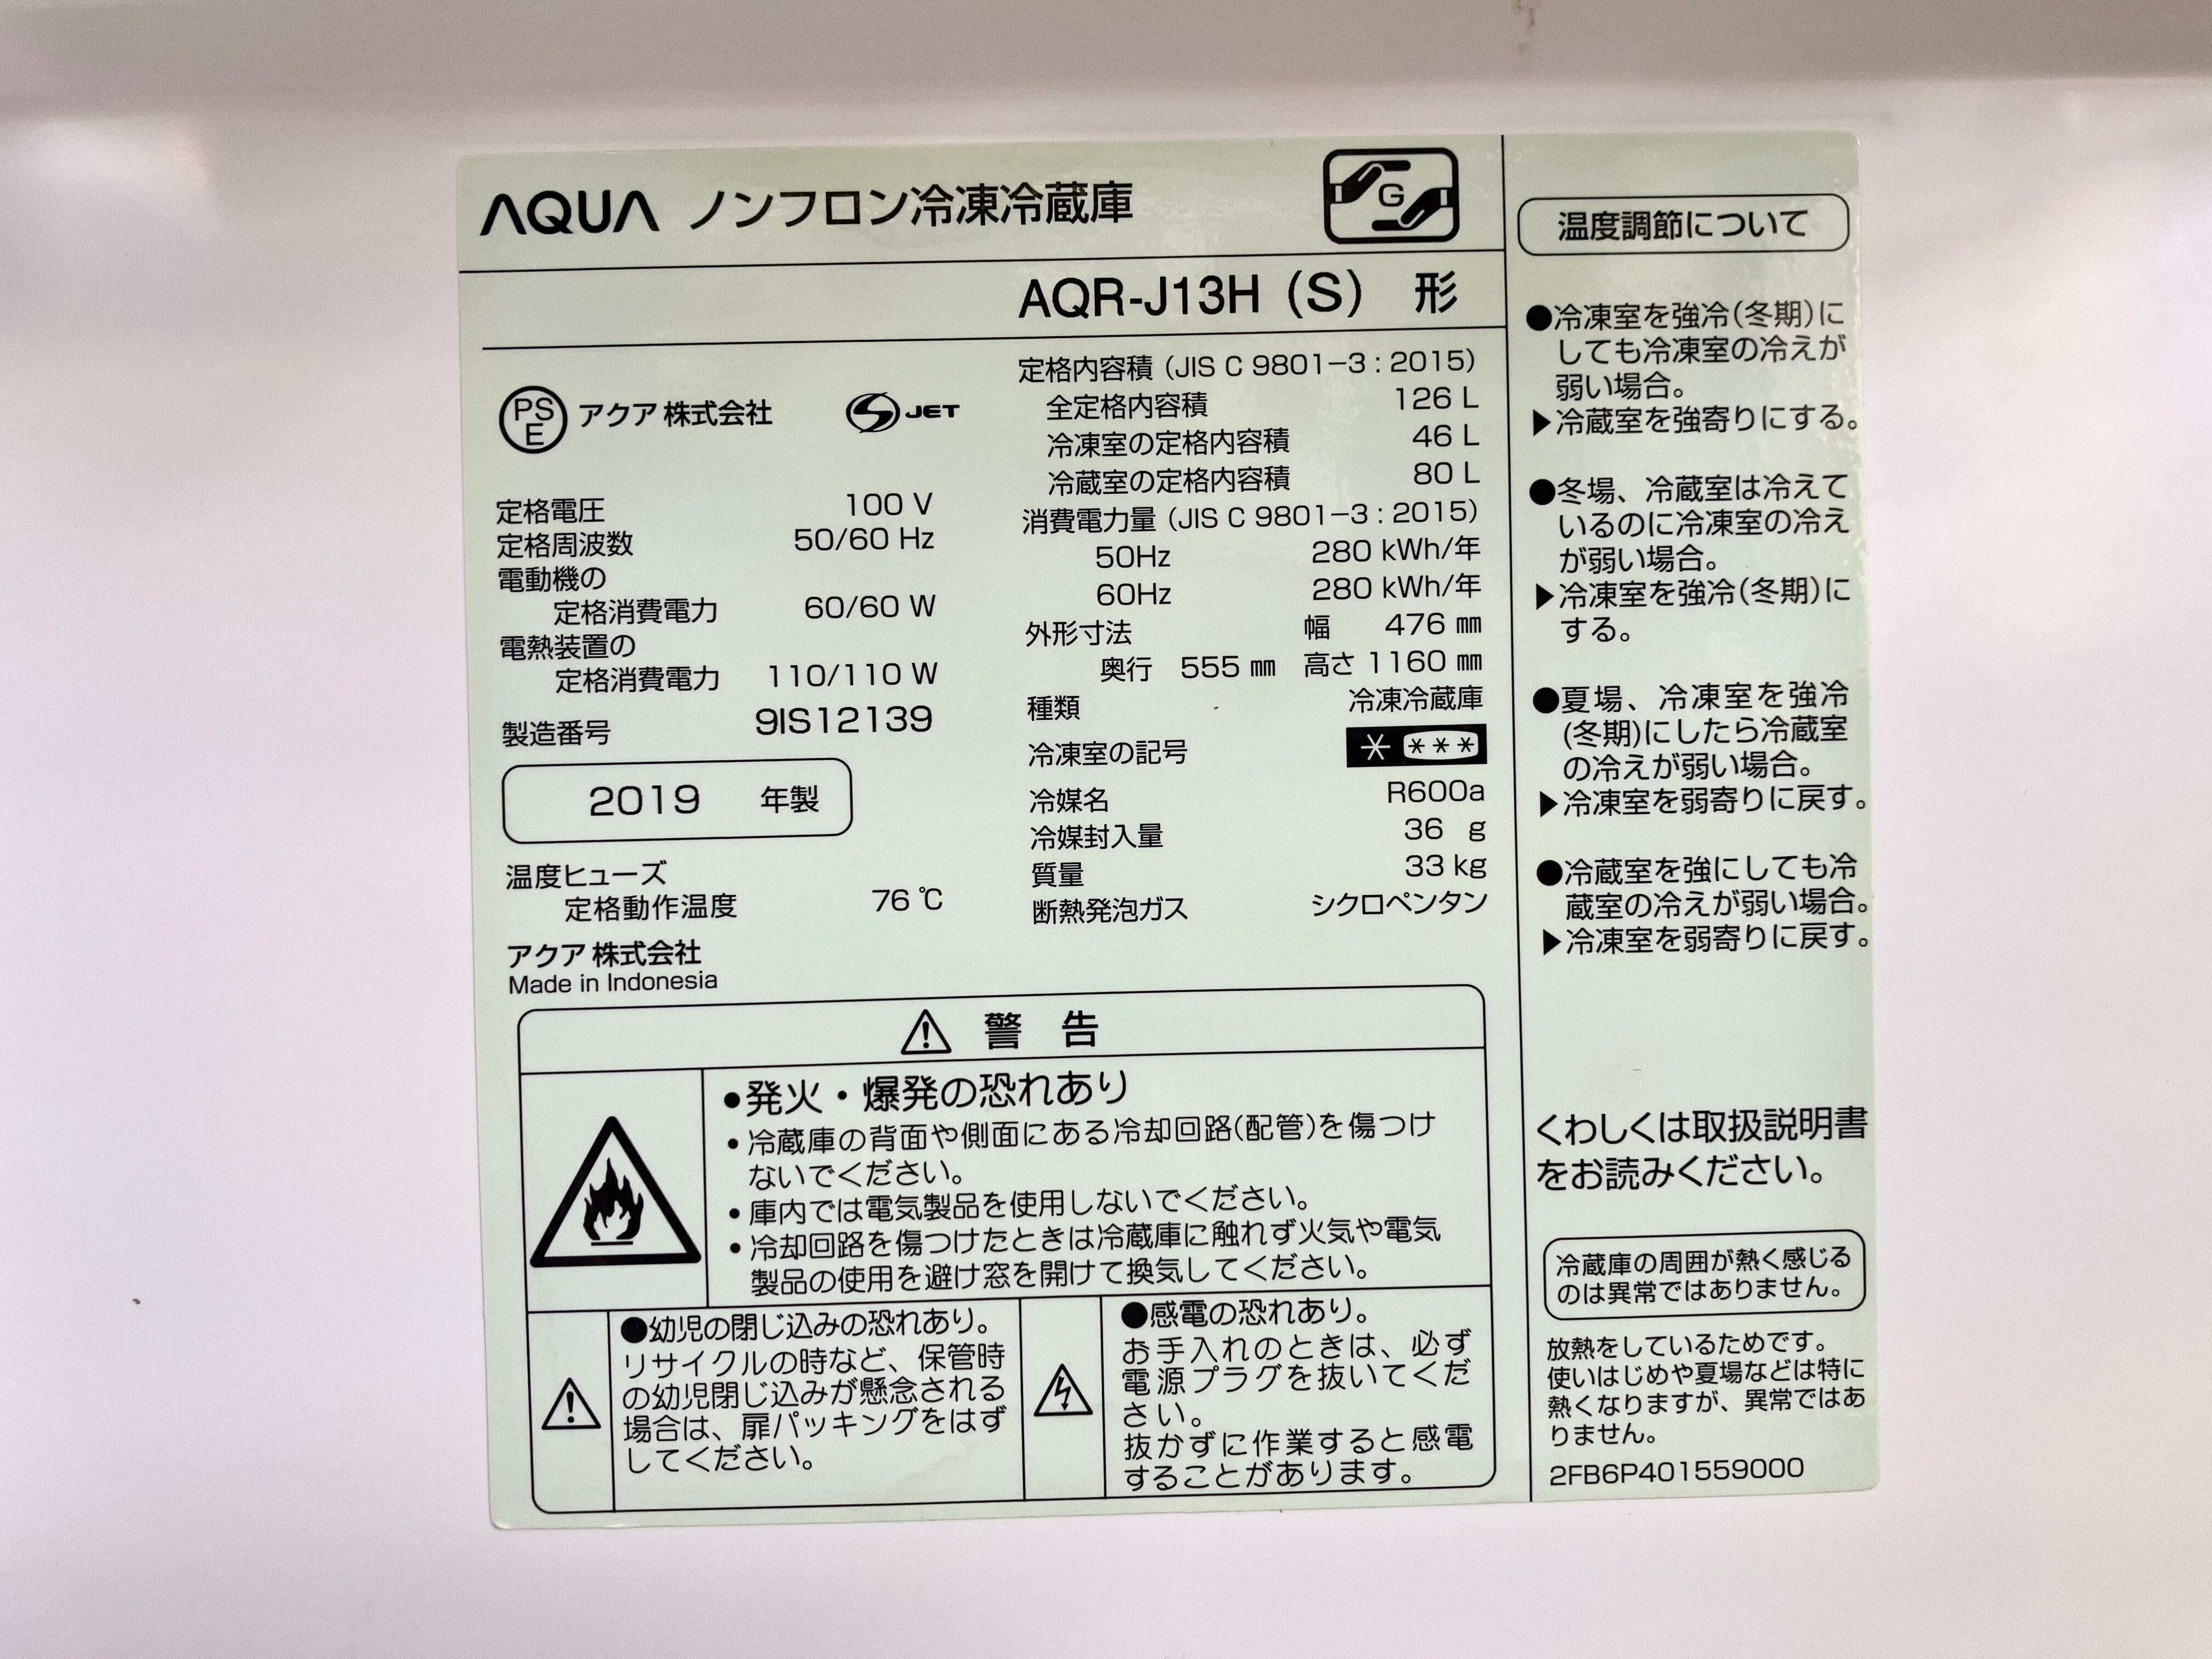 AQUA ノンフロン冷凍冷蔵庫
G
AQR-J13H (S) 形
PS
E
アクア 株式会社
S JET
定格電圧 100 V
定格周波数 50/60 Hz
電動機の
定格消費電力 60/60 W
電熱装置の
定格消費電力 110/110 W
製造番号 9IS12139
2019 年製
温度ヒューズ
定格動作温度 76 ℃
アクア 株式会社
Made in Indonesia
定格内容積 (JIS C 9801−3 : 2015)
全定格内容積 126 L
冷凍室の定格内容積 46 L
冷蔵室の定格内容積 80 L
消費電力量 (JIS C 9801−3 : 2015)
50Hz 280 kWh/年
60Hz 280 kWh/年
外形寸法 幅 476 ㎜
奥行 555 ㎜ 高さ 1160 ㎜
種類 冷凍冷蔵庫
冷凍室の記号 * ***
冷媒名 R600a
冷媒封入量 36 g
質量 33 kg
断熱発泡ガス シクロペンタン
警 告
●発火・爆発の恐れあり
• 冷蔵庫の背面や側面にある冷却回路(配管)を傷つけ
ないでください。
• 庫内では電気製品を使用しないでください。
• 冷却回路を傷つけたときは冷蔵庫に触れず火気や電気
製品の使用を避け窓を開けて換気してください。
●幼児の閉じ込みの恐れあり。
リサイクルの時など、保管時
の幼児閉じ込みが懸念される
場合は、扉パッキングをはず
してください。
●感電の恐れあり。
お手入れのときは、必ず
電源プラグを抜いてくだ
さい。
抜かずに作業すると感電
することがあります。
温度調節について
●冷凍室を強冷(冬期)に
しても冷凍室の冷えが
弱い場合。
▶冷蔵室を強寄りにする。
●冬場、冷蔵室は冷えて
いるのに冷凍室の冷え
が弱い場合。
▶冷凍室を強冷(冬期)に
する。
●夏場、冷凍室を強冷
(冬期)にしたら冷蔵室
の冷えが弱い場合。
▶冷凍室を弱寄りに戻す。
●冷蔵室を強にしても冷
蔵室の冷えが弱い場合。
▶冷凍室を弱寄りに戻す。
くわしくは取扱説明書
をお読みください。
冷蔵庫の周囲が熱く感じる
のは異常ではありません。
放熱をしているためです。
使いはじめや夏場などは特に
熱くなりますが、異常ではあ
りません。
2FB6P401559000